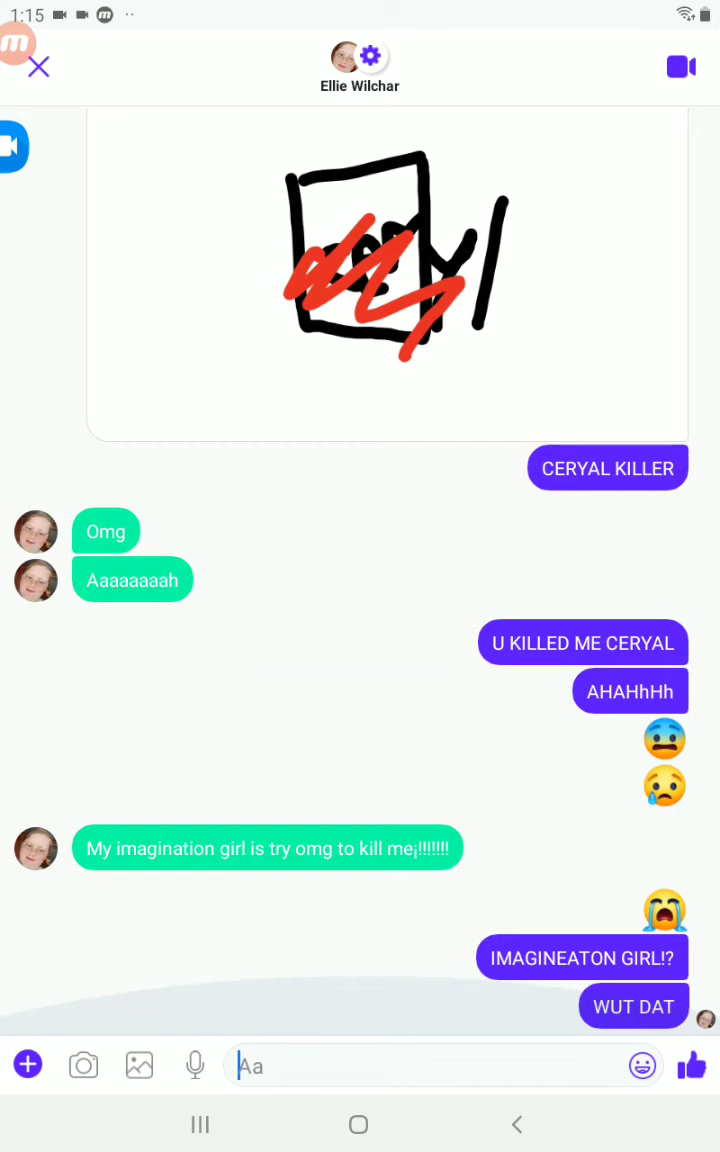 1:15
Ellie Wilchar
CERYAL KILLER
Omg
Aaaaaaaah
U KILLED ME CERYAL
AHAHhHh
My imagination girl is try omg to kill me¡!!!!!!!
IMAGINEATON GIRL!?
WUT DAT
Aa